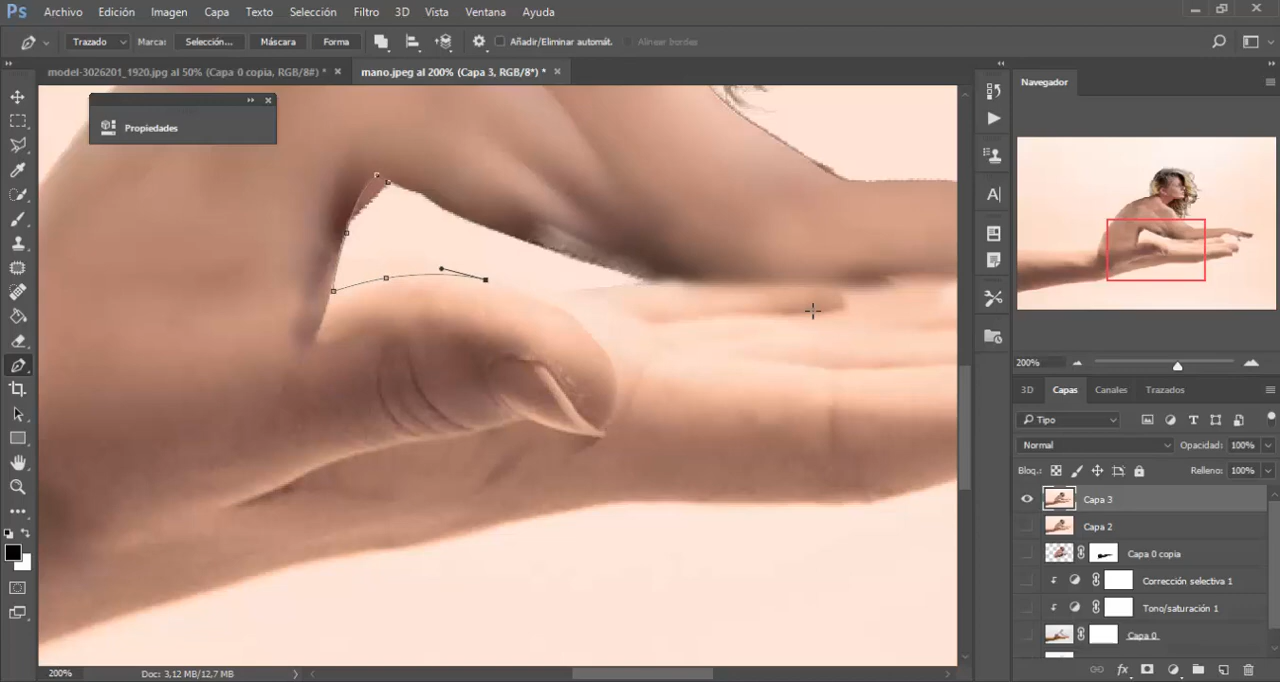 Ps Archivo Edición Imagen Capa Texto Selección Filtro 3D Vista Ventana Ayuda
Trazado Marca: Selección... Máscara Forma Añadir/Eliminar automát. Alinear bordes
model-3026201_1920.jpg al 50% (Capa 0 copia, RGB/8#) * × mano.jpeg al 200% (Capa 3, RGB/8*) * ×
Propiedades
Navegador
200%
3D Capas Canales Trazados
Tipo
Normal Opacidad: 100%
Bloq.: Relleno: 100%
Capa 3
Capa 2
Capa 0 copia
Corrección selectiva 1
Tono/saturación 1
Capa 0
200% Doc: 3,12 MB/12,7 MB